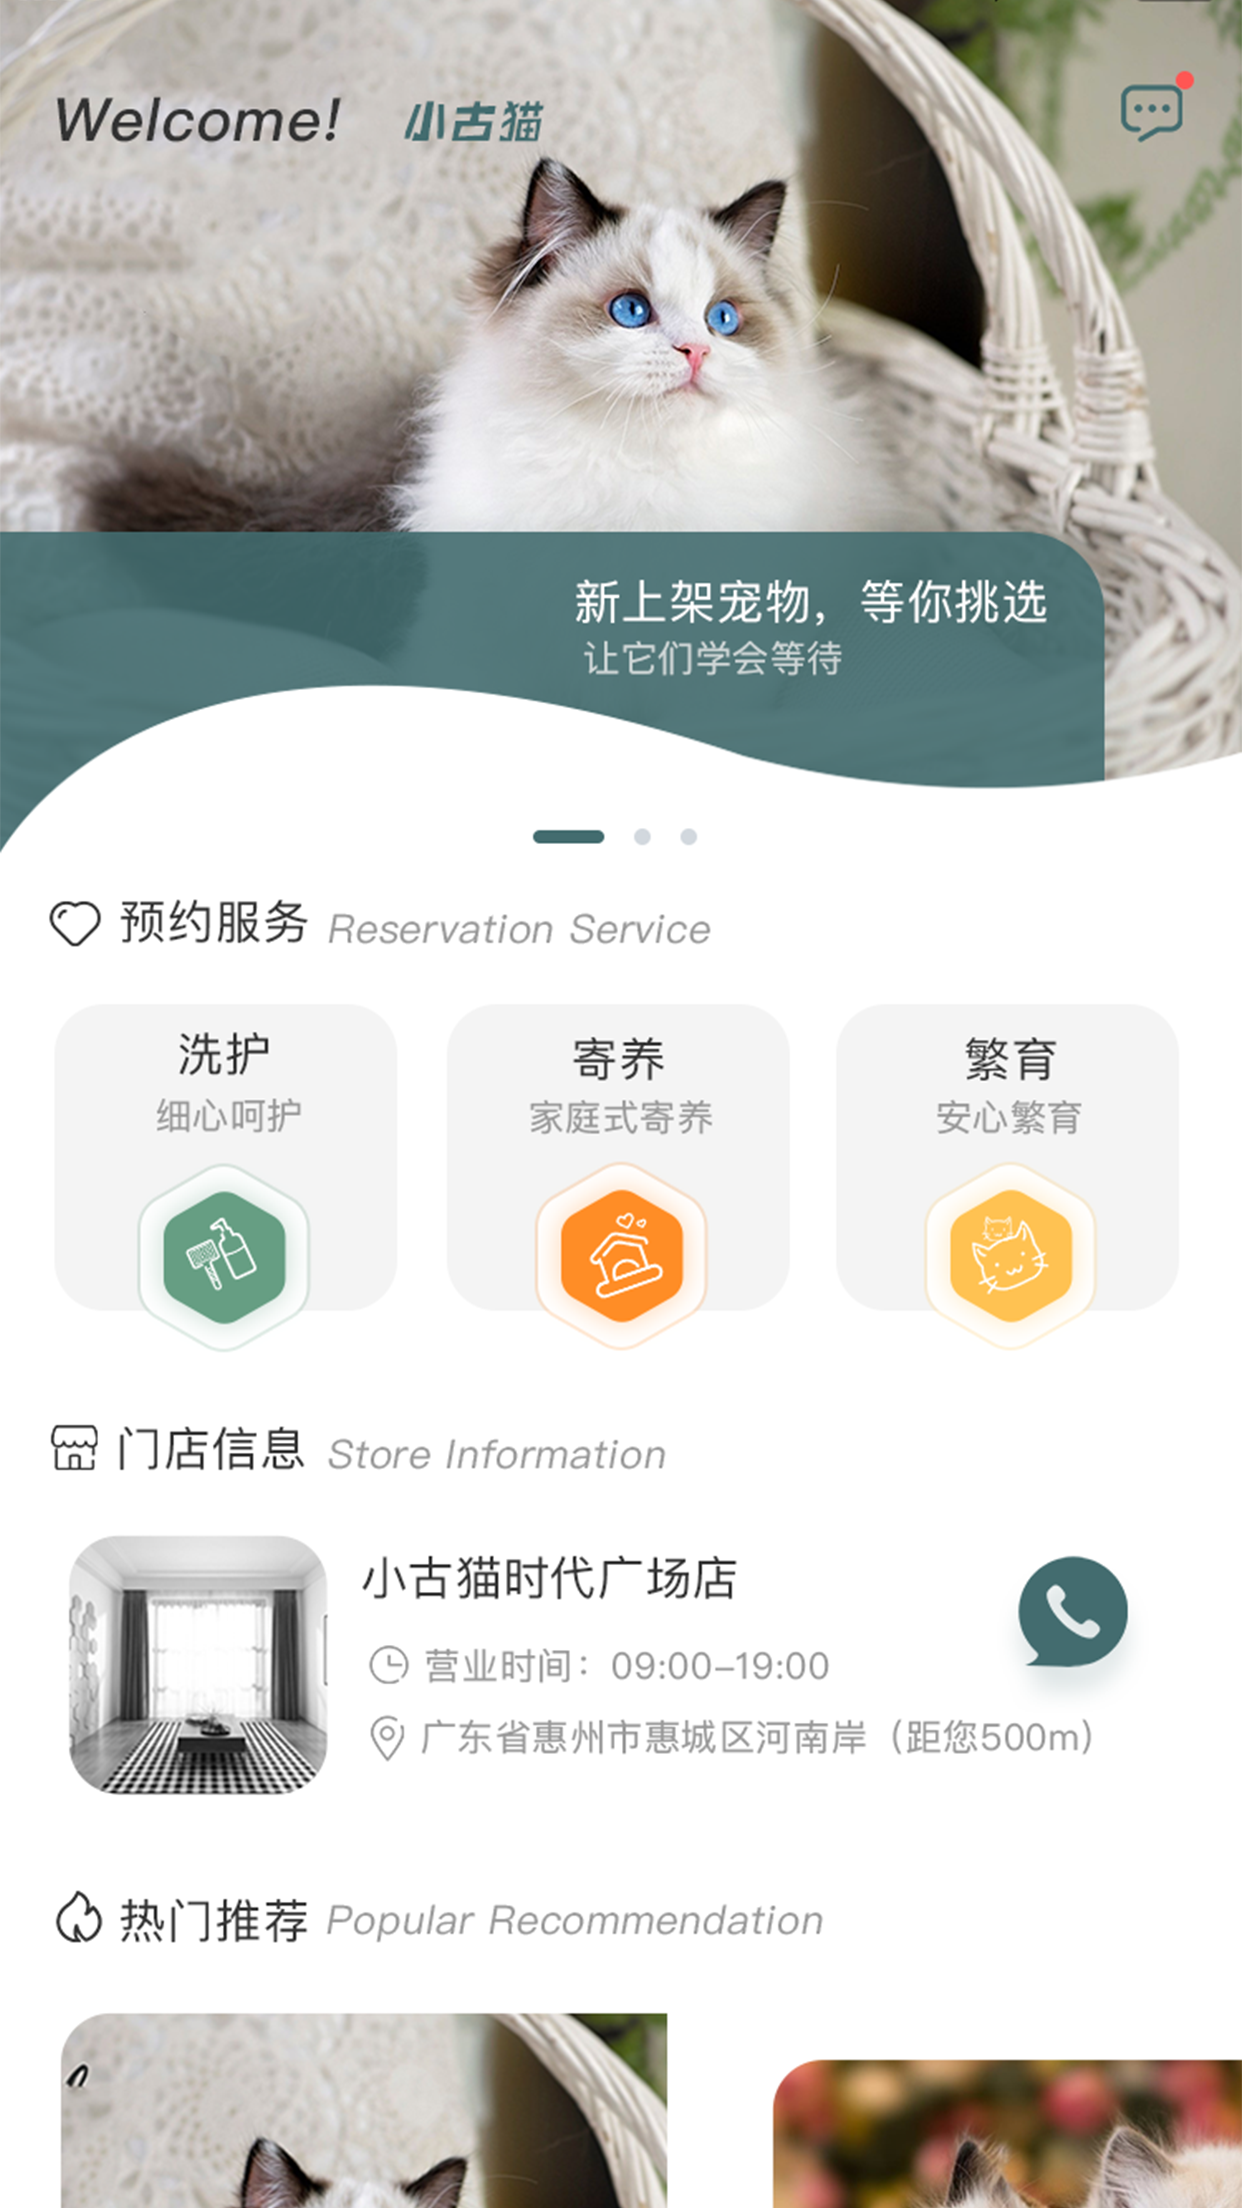 Welcome! 小古猫
新上架宠物，等你挑选
让它们学会等待
预约服务 Reservation Service
洗护
细心呵护
寄养
家庭式寄养
繁育
安心繁育
门店信息 Store Information
小古猫时代广场店
营业时间：09:00–19:00
广东省惠州市惠城区河南岸（距您500m）
热门推荐 Popular Recommendation